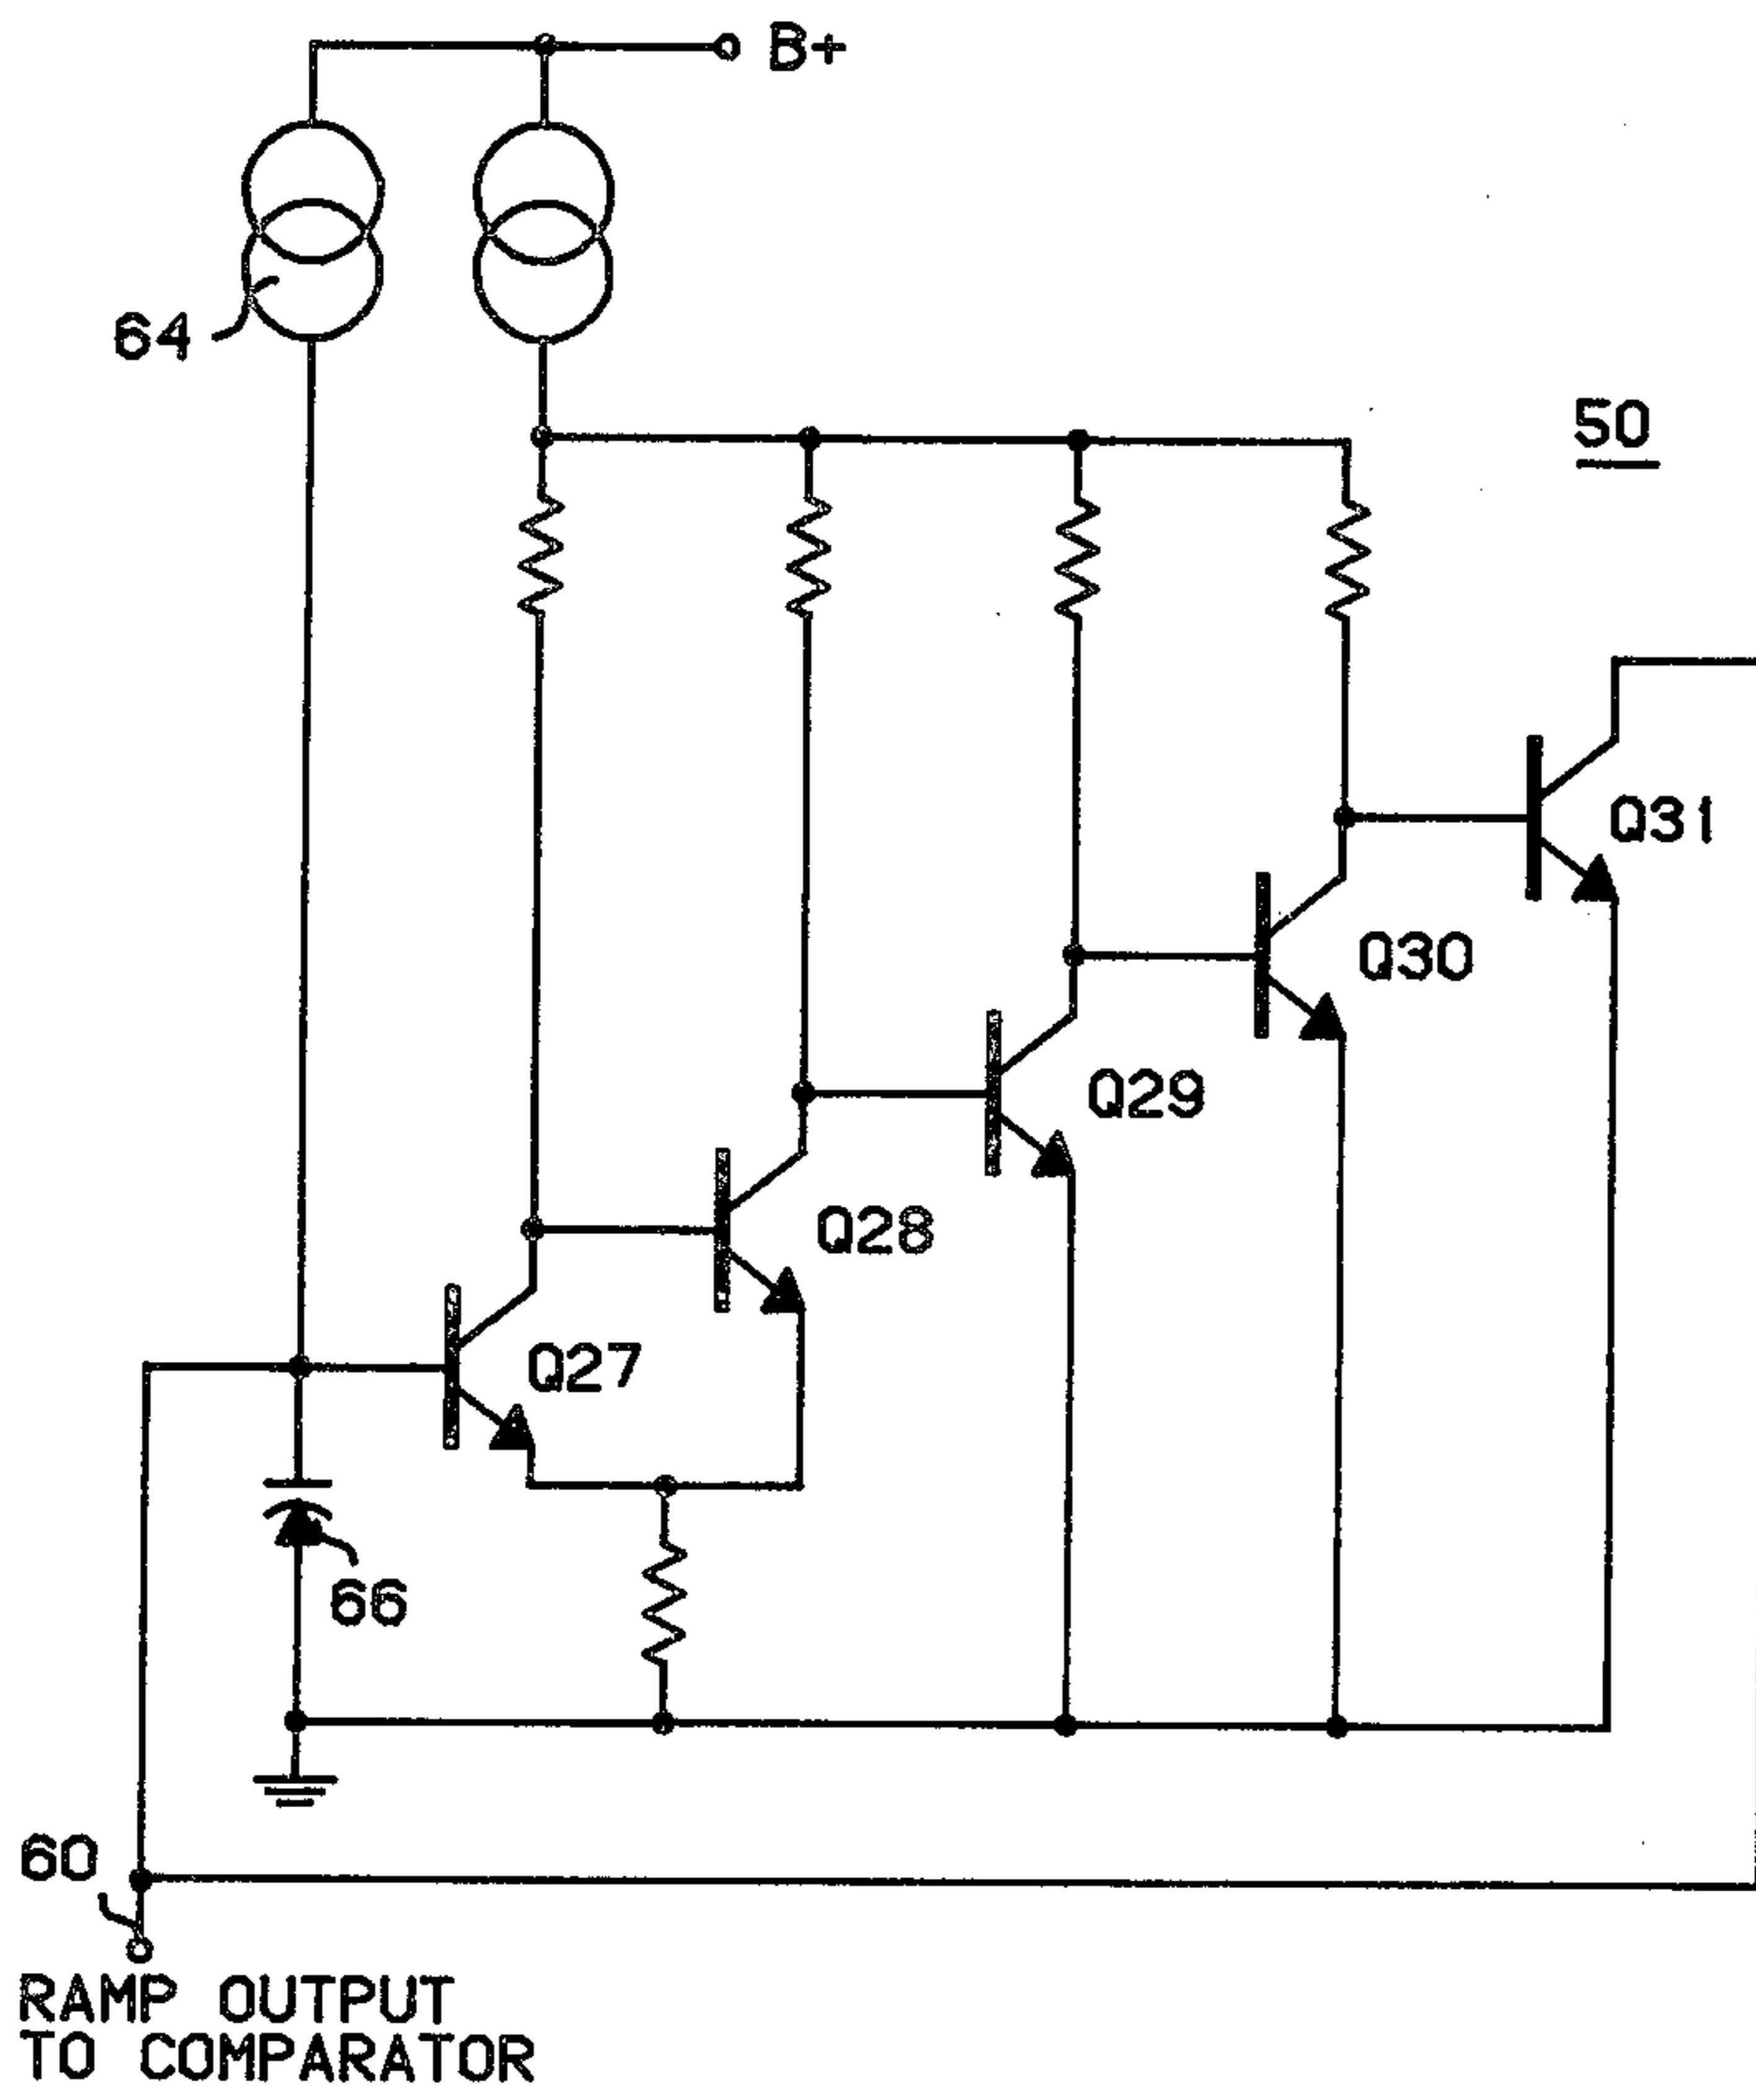 B+
64
50
Q31
Q30
Q29
Q28
Q27
66
60
RAMP OUTPUT
TO COMPARATOR